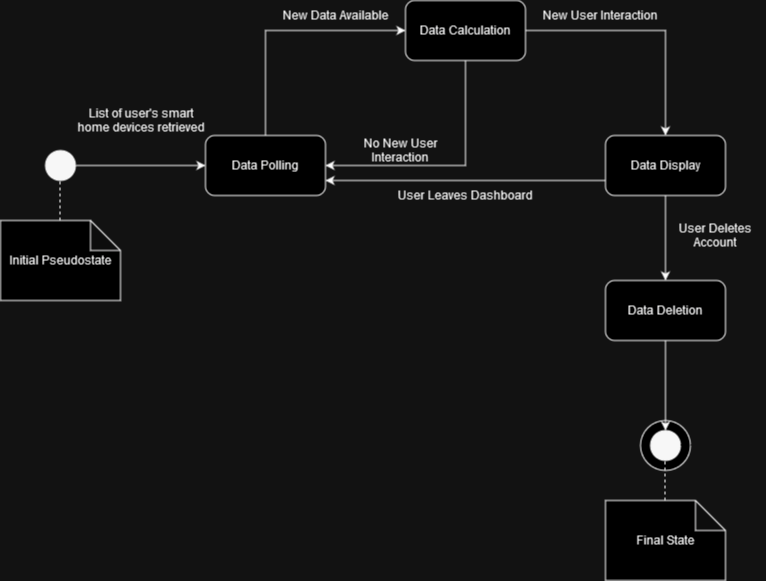 New Data Available
Data Calculation
New User Interaction
List of user's smart
home devices retrieved
No New User
Interaction
Data Polling
Data Display
User Leaves Dashboard
User Deletes
Account
Initial Pseudostate
Data Deletion
Final State